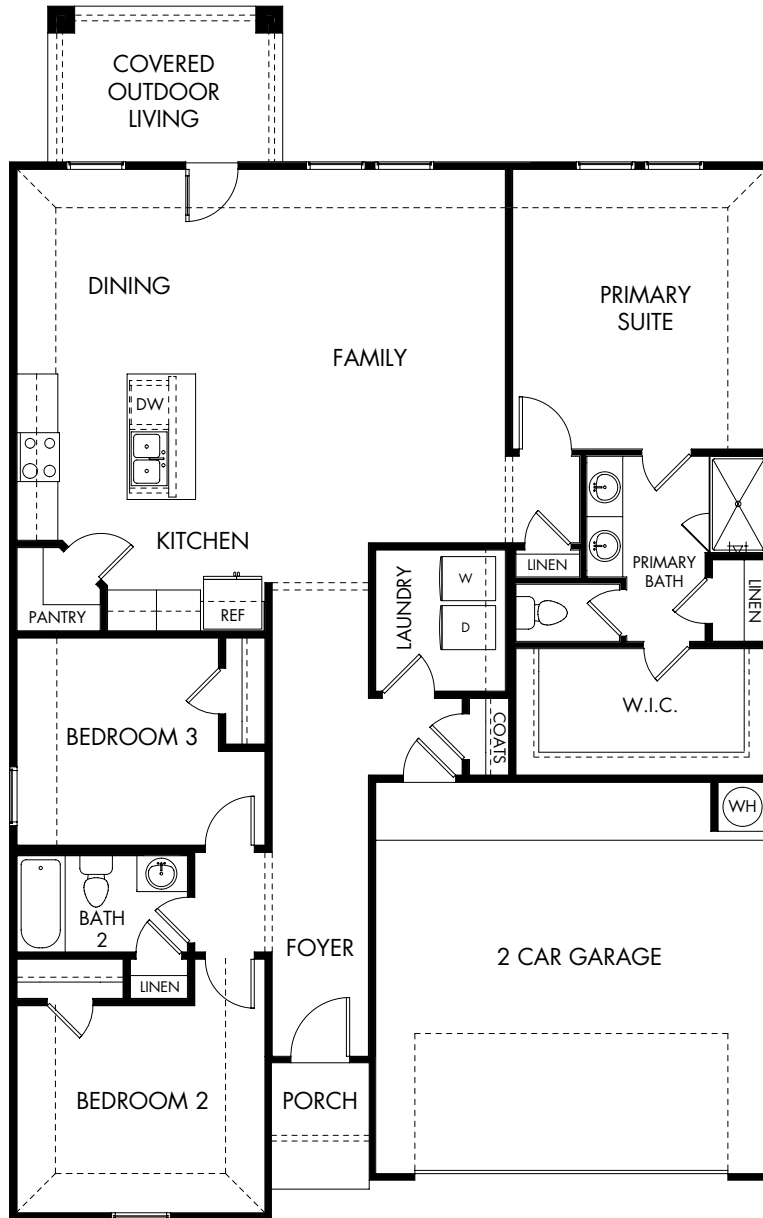 COVERED
OUTDOOR
LIVING
DINING
PRIMARY
SUITE
FAMILY
DW
KITCHEN
LINEN
PRIMARY
BATH
LINEN
PANTRY
REF
LAUNDRY
W
D
W.I.C.
BEDROOM 3
COATS
WH
BATH
2
LINEN
FOYER
2 CAR GARAGE
BEDROOM 2
PORCH